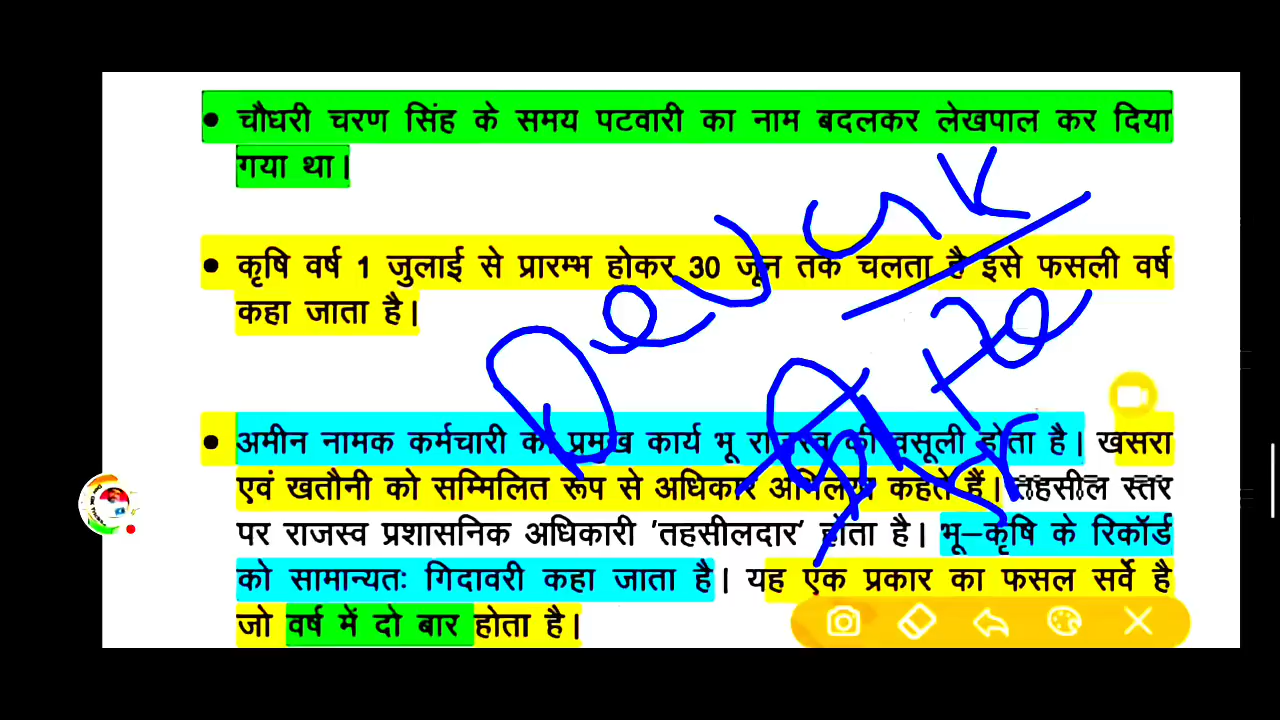 • चौधरी चरण सिंह के समय पटवारी का नाम बदलकर लेखपाल कर दिया
गया था।
• कृषि वर्ष 1 जुलाई से प्रारम्भ होकर 30 जून तक चलता है इसे फसली वर्ष
कहा जाता है।
• अमीन नामक कर्मचारी का प्रमुख कार्य भू राजस्व की वसूली होता है। खसरा
एवं खतौनी को सम्मिलित रूप से अधिकार अभिलेख कहते हैं। तहसील स्तर
पर राजस्व प्रशासनिक अधिकारी 'तहसीलदार' होता है। भू–कृषि के रिकॉर्ड
को सामान्यतः गिदावरी कहा जाता है। यह एक प्रकार का फसल सर्वे है
जो वर्ष में दो बार होता है।